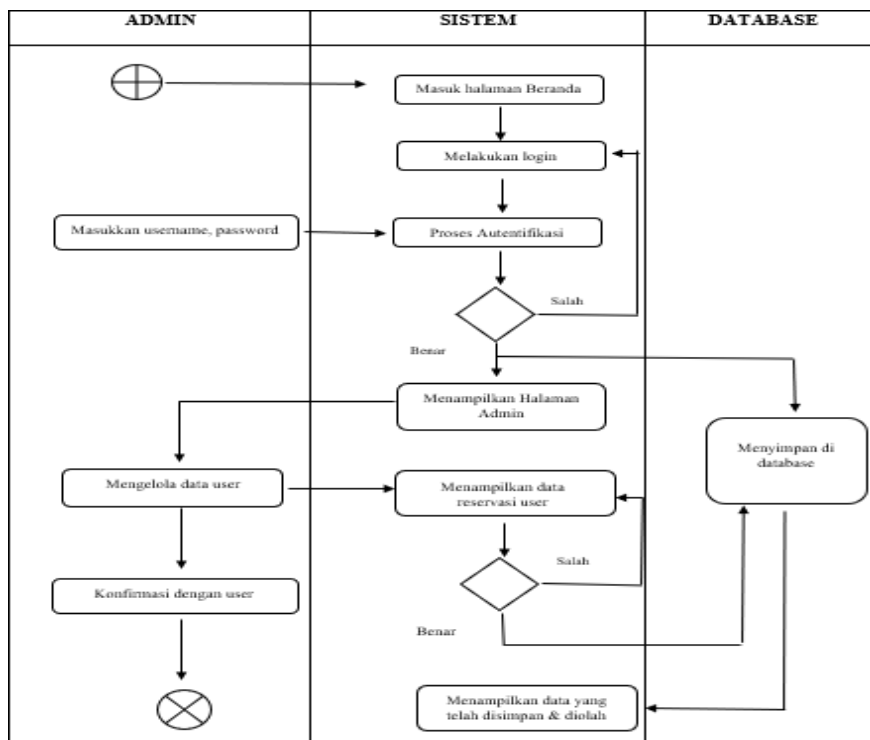 ADMIN
SISTEM
DATABASE
Masuk halaman Beranda
Melakukan login
Masukkan username, password
Proses Autentifikasi
Salah
Benar
Menampilkan Halaman
Admin
Menyimpan di
database
Mengelola data user
Menampilkan data
reservasi user
Salah
Konfirmasi dengan user
Benar
Menampilkan data yang
telah disimpan & diolah